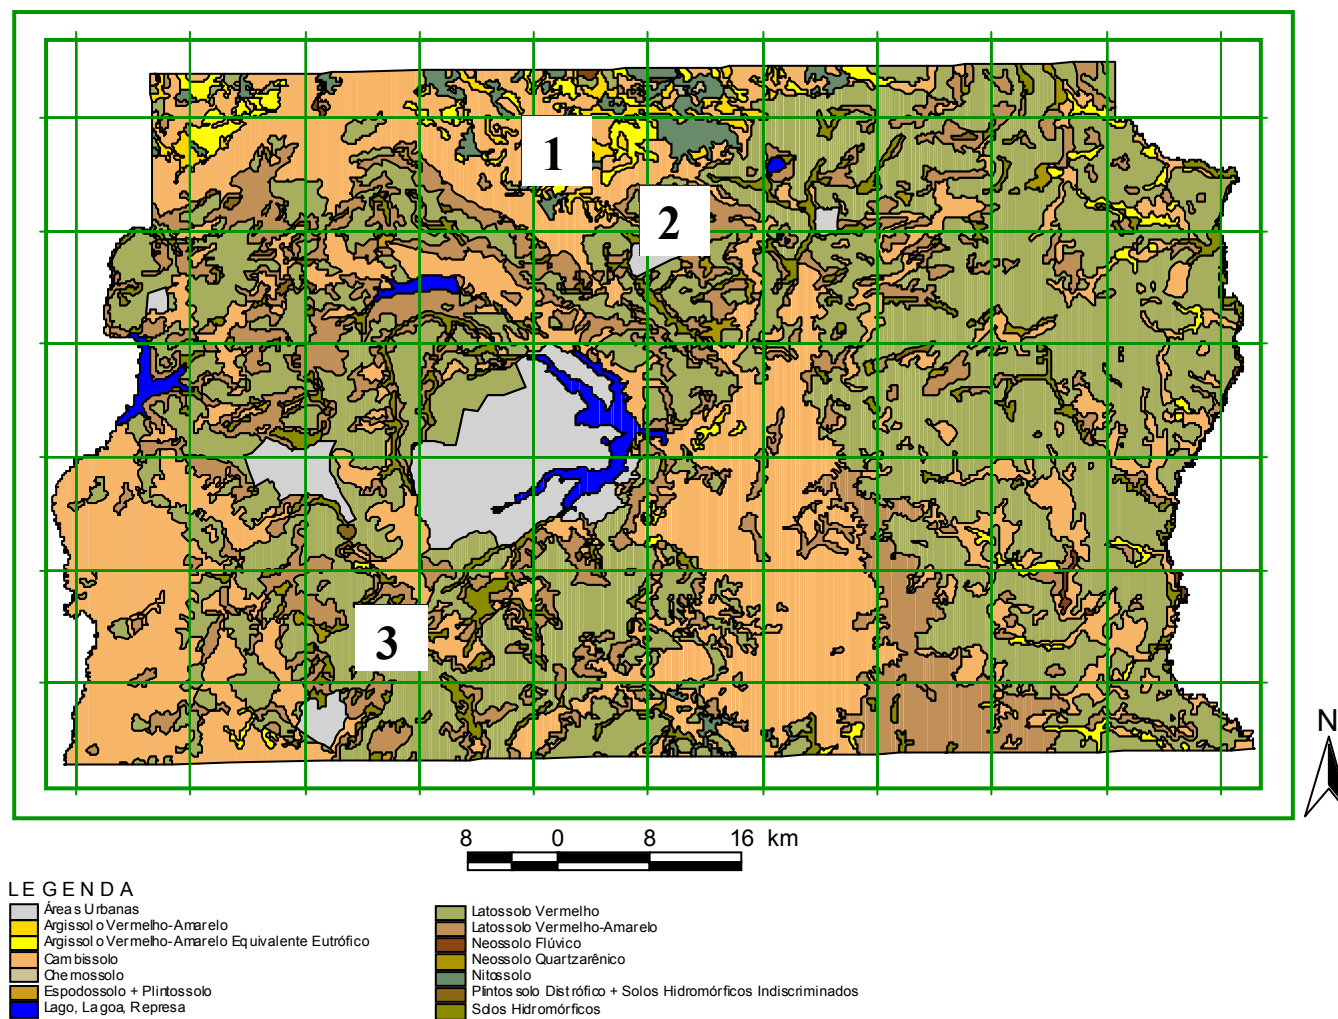 1
2
3
N
8 0 8 16 km
LEGENDA
Áreas Urbanas
Argissolo Vermelho-Amarelo
Argissolo Vermelho-Amarelo Equivalente Eutrófico
Cambissolo
Chernossolo
Espodossolo + Plintossolo
Lago, Lagoa, Represa
Latossolo Vermelho
Latossolo Vermelho-Amarelo
Neossolo Flúvico
Neossolo Quartzarênico
Nitossolo
Plintossolo Distrófico + Solos Hidromórficos Indiscriminados
Solos Hidromórficos